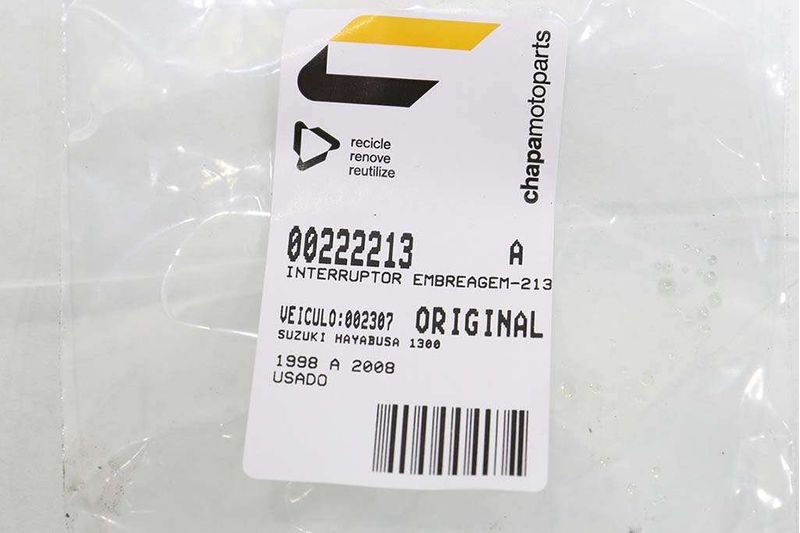 chapamotoparts
recicle
renove
reutilize
00222213 A
INTERRUPTOR EMBREAGEM-213
VEICULO:002307 ORIGINAL
SUZUKI HAYABUSA 1300
1998 A 2008
USADO